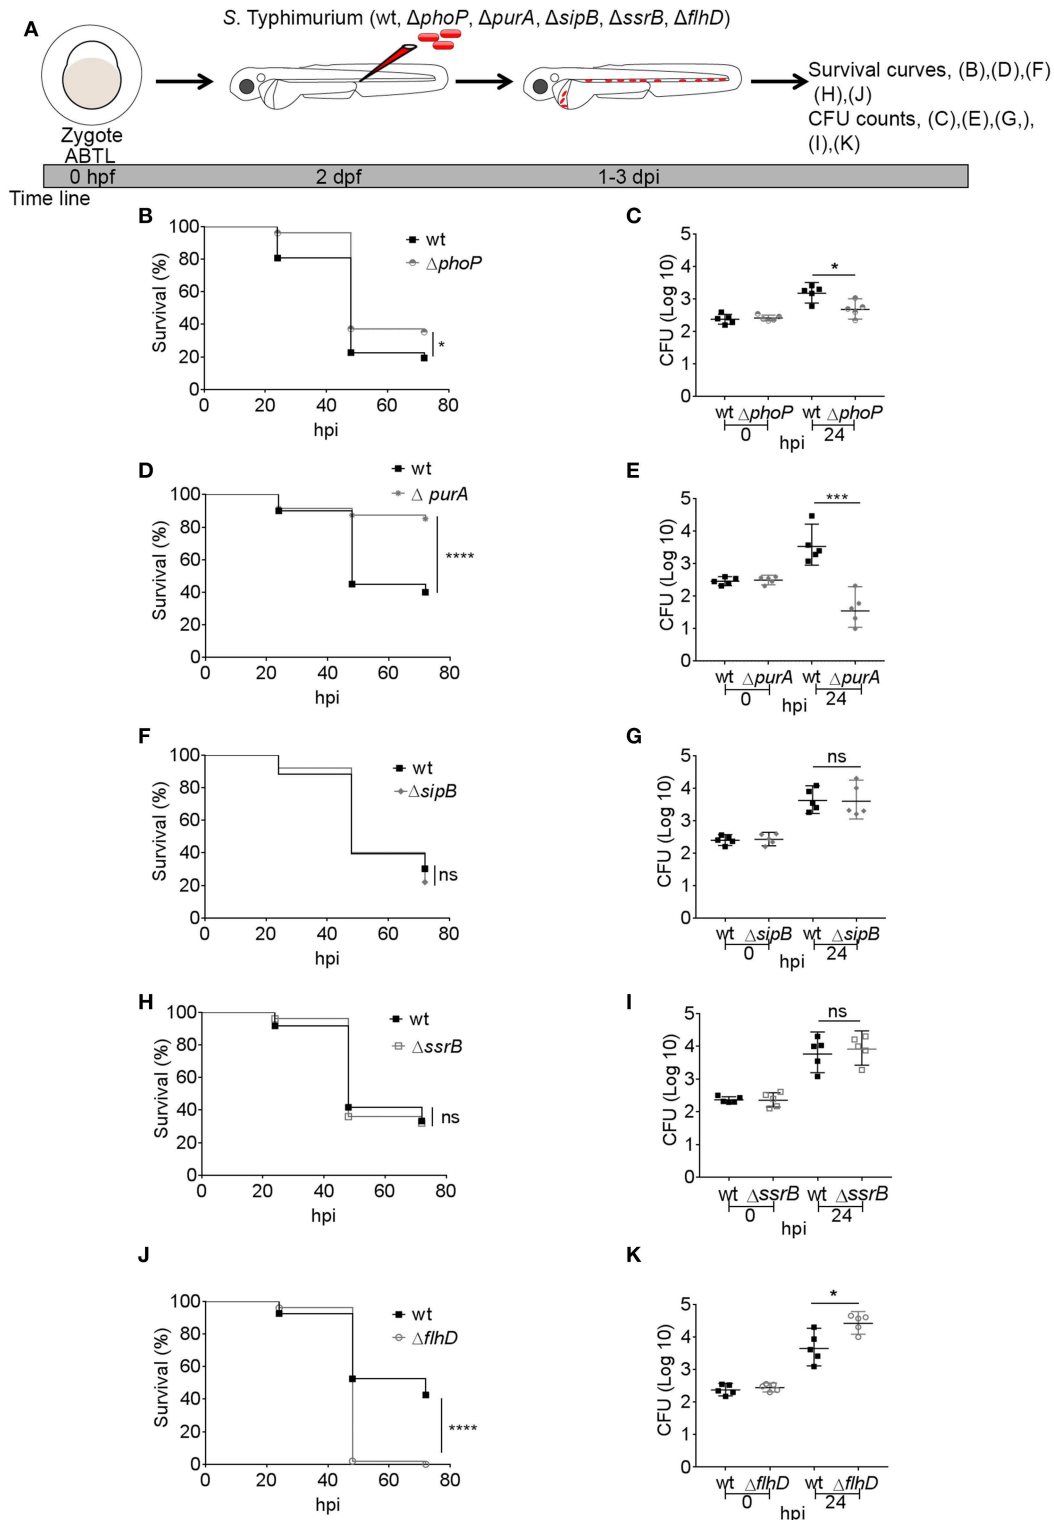 A
S. Typhimurium (wt, ΔphoP, ΔpurA, ΔsipB, ΔssrB, ΔflhD)
Zygote
ABTL
Survival curves, (B),(D),(F)
(H),(J)
CFU counts, (C),(E),(G,),
(I),(K)
0 hpf
2 dpf
1-3 dpi
Time line
B
100
80
60
40
20
0
Survival (%)
0 20 40 60 80
hpi
wt
ΔphoP
*
C
5
4
3
2
1
0
CFU (Log 10)
*
wt ΔphoP wt ΔphoP
0 24
hpi
D
100
80
60
40
20
0
Survival (%)
0 20 40 60 80
hpi
wt
Δ purA
****
E
5
4
3
2
1
0
CFU (Log 10)
***
wt ΔpurA wt ΔpurA
0 24
hpi
F
100
80
60
40
20
0
Survival (%)
0 20 40 60 80
hpi
wt
ΔsipB
ns
G
5
4
3
2
1
0
CFU (Log 10)
ns
wt ΔsipB wt ΔsipB
0 24
hpi
H
100
80
60
40
20
0
Survival (%)
0 20 40 60 80
hpi
wt
ΔssrB
ns
I
5
4
3
2
1
0
CFU (Log 10)
ns
wt ΔssrB wt ΔssrB
0 24
hpi
J
100
80
60
40
20
0
Survival (%)
0 20 40 60 80
hpi
wt
ΔflhD
****
K
5
4
3
2
1
0
CFU (Log 10)
*
wt ΔflhD wt ΔflhD
0 24
hpi